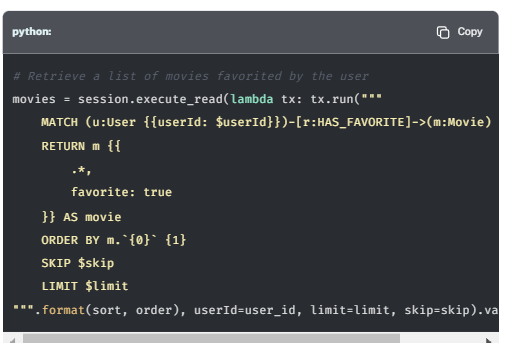 python:
Copy
# Retrieve a list of movies favorited by the user
movies = session.execute_read(lambda tx: tx.run("""
    MATCH (u:User {{userId: $userId}})-[r:HAS_FAVORITE]->(m:Movie)
    RETURN m {{
        .*,
        favorite: true
    }} AS movie
    ORDER BY m.`{0}` {1}
    SKIP $skip
    LIMIT $limit
""".format(sort, order), userId=user_id, limit=limit, skip=skip).va